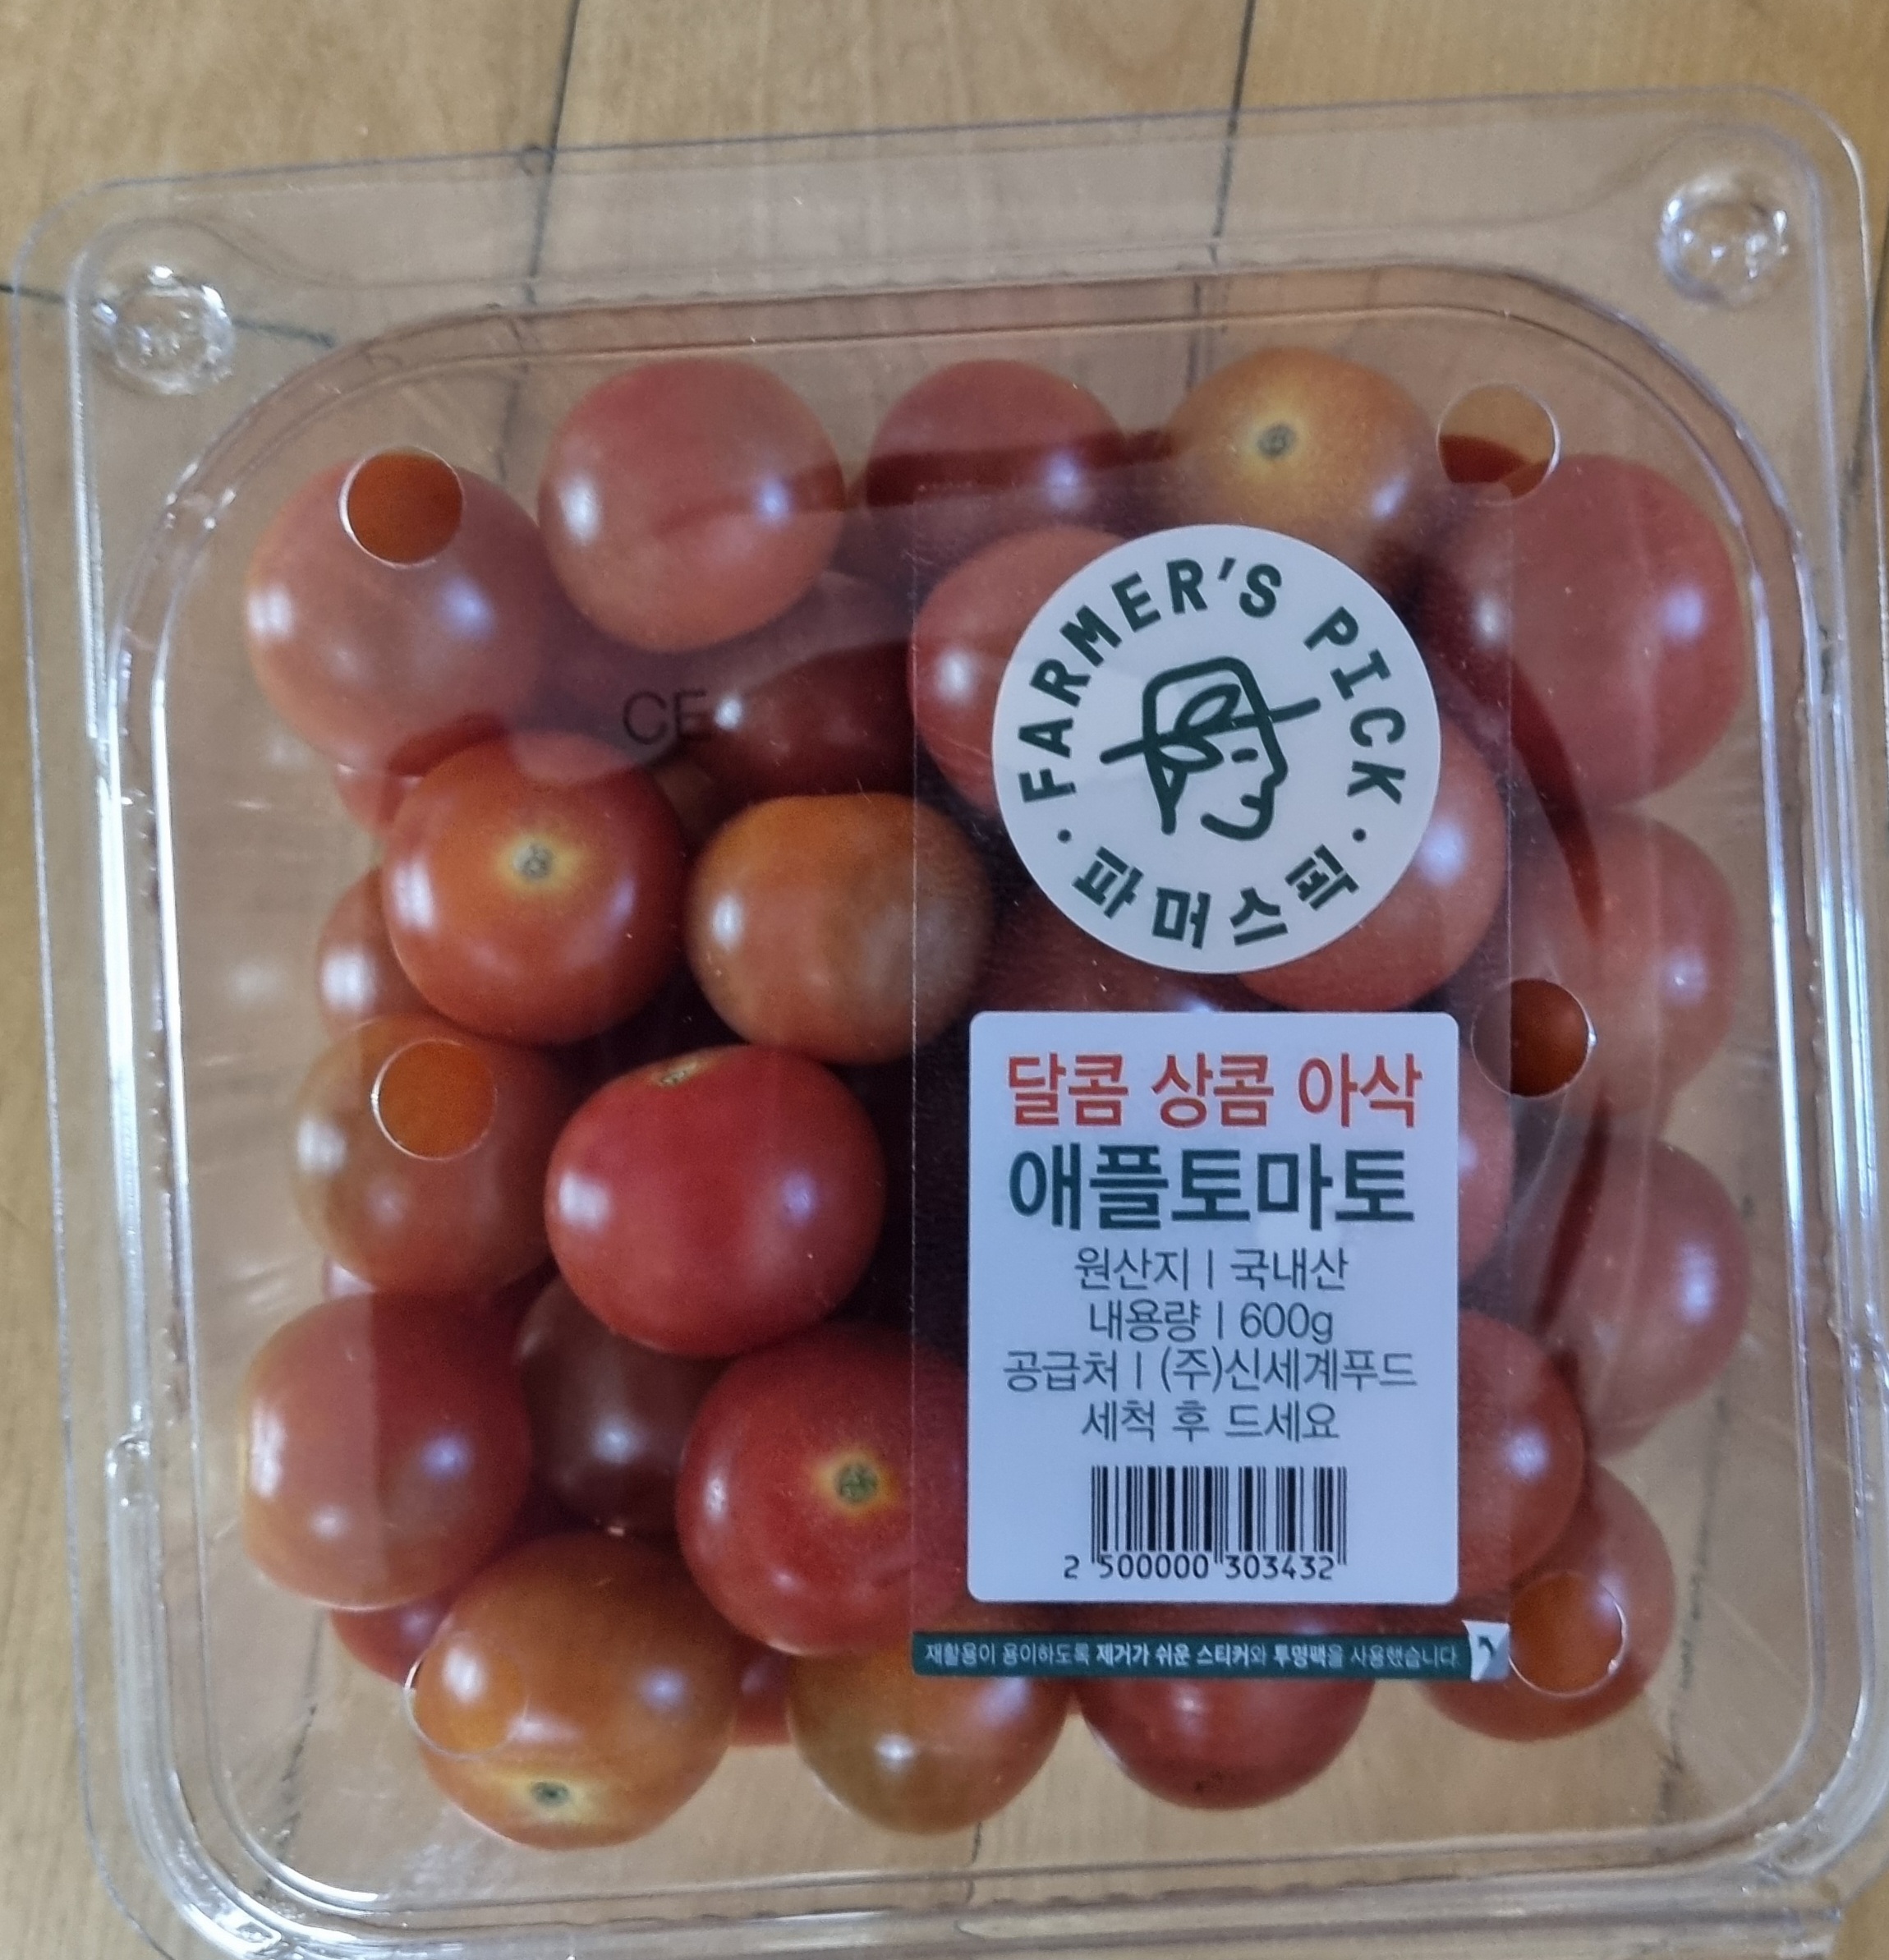 CE
FARMER'S PICK
파머스픽
달콤 상콤 아삭
애플토마토
원산지 | 국내산
내용량 | 600g
공급처 | (주)신세계푸드
세척 후 드세요
2 500000 303432
재활용이 용이하도록 제거가 쉬운 스티커와 투명팩을 사용했습니다.